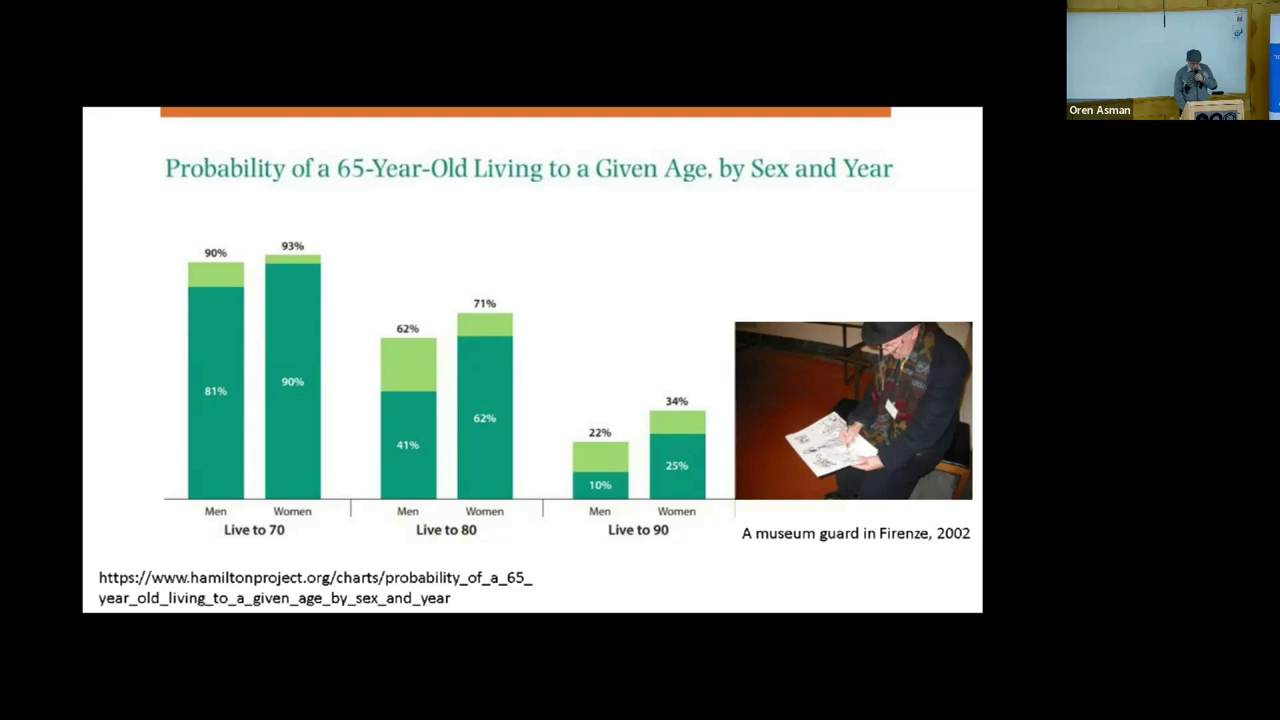 Oren Asman
Probability of a 65-Year-Old Living to a Given Age, by Sex and Year
90%
93%
81%
90%
62%
71%
41%
62%
22%
34%
10%
25%
Men
Women
Men
Women
Men
Women
Live to 70
Live to 80
Live to 90
A museum guard in Firenze, 2002
https://www.hamiltonproject.org/charts/probability_of_a_65_
year_old_living_to_a_given_age_by_sex_and_year